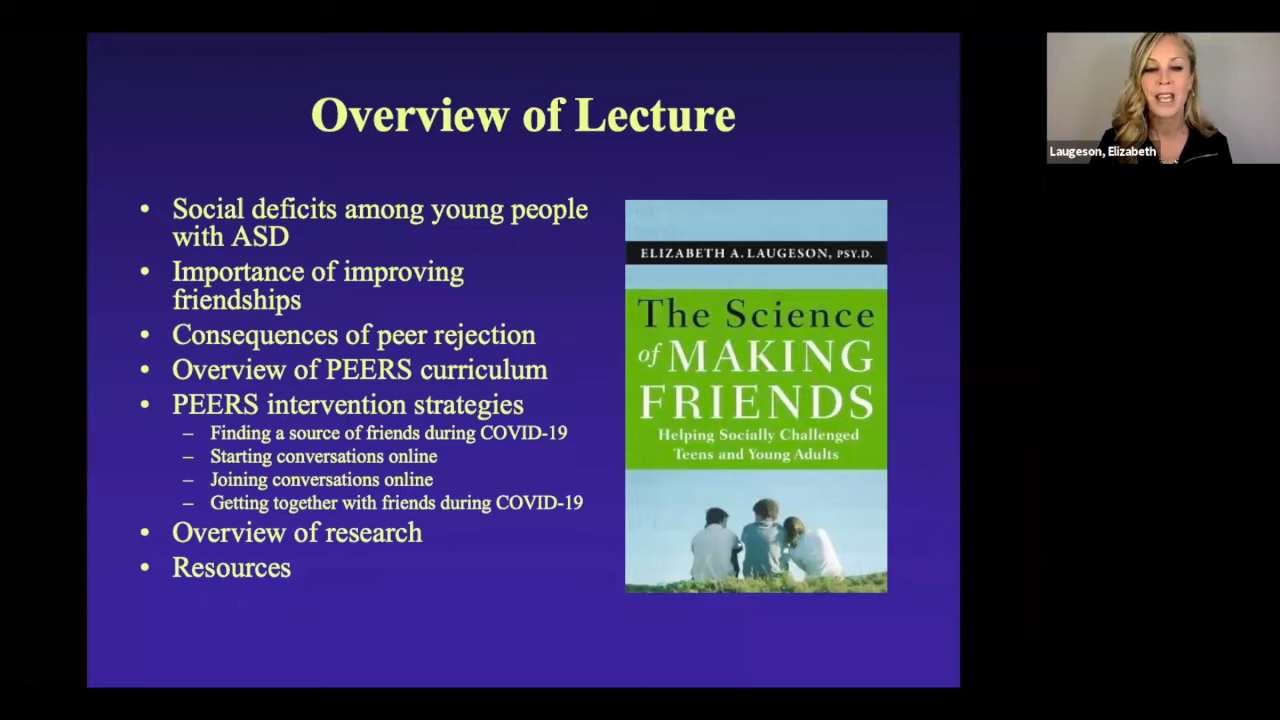 Overview of Lecture
• Social deficits among young people
with ASD
• Importance of improving
friendships
• Consequences of peer rejection
• Overview of PEERS curriculum
• PEERS intervention strategies
– Finding a source of friends during COVID-19
– Starting conversations online
– Joining conversations online
– Getting together with friends during COVID-19
• Overview of research
• Resources
ELIZABETH A. LAUGESON, PSY.D.
The Science
of MAKING
FRIENDS
Helping Socially Challenged
Teens and Young Adults
Laugeson, Elizabeth